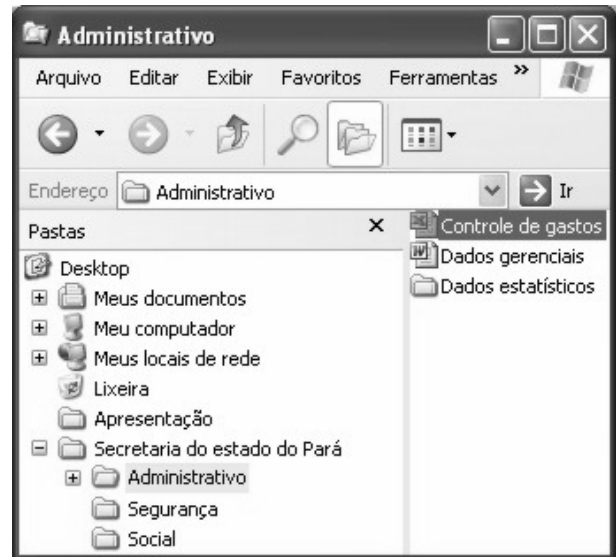 Administrativo
Arquivo Editar Exibir Favoritos Ferramentas »
Endereço Administrativo Ir
Pastas
Desktop
Meus documentos
Meu computador
Meus locais de rede
Lixeira
Apresentação
Secretaria do estado do Pará
Administrativo
Segurança
Social
Controle de gastos
Dados gerenciais
Dados estatísticos